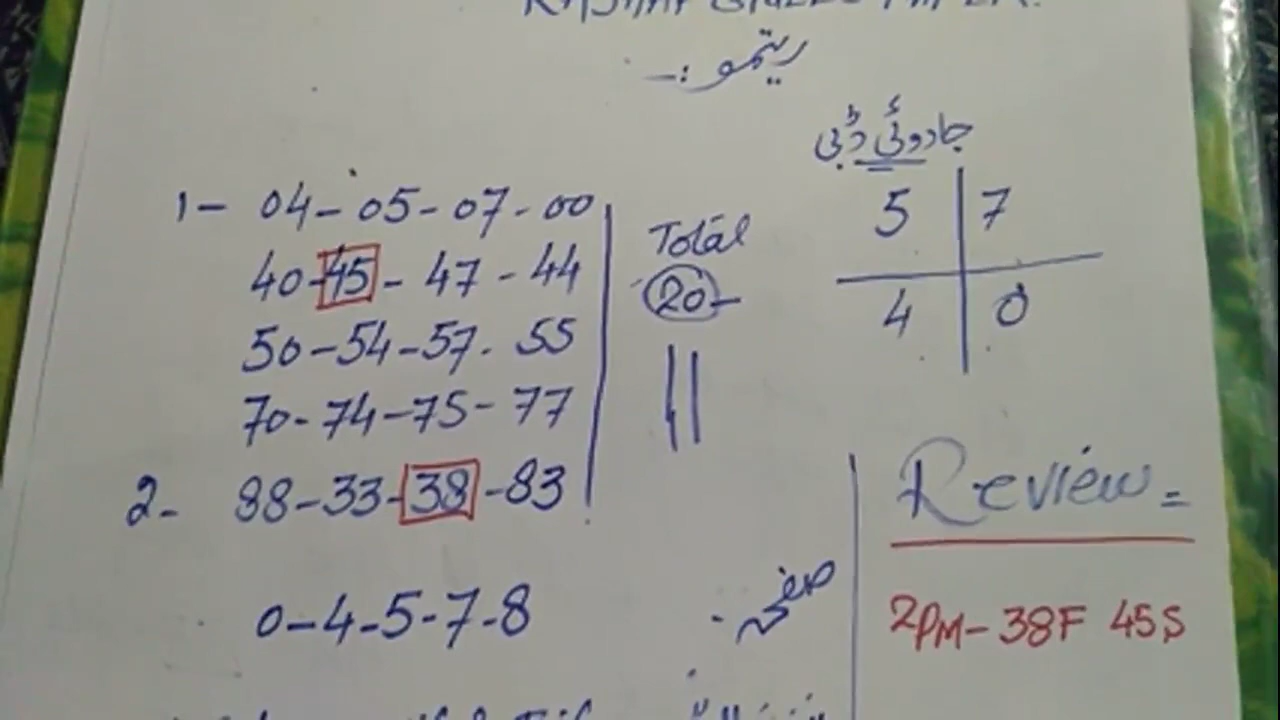 ریتمو :-
جادوئی ڈبی
5 7
4 0
1- 04-05-07-00
40-45-47-44
50-54-57-55
70-74-75-77
2- 88-33-38-83
Total
20
0-4-5-7-8
Review=
2PM-38F 45S